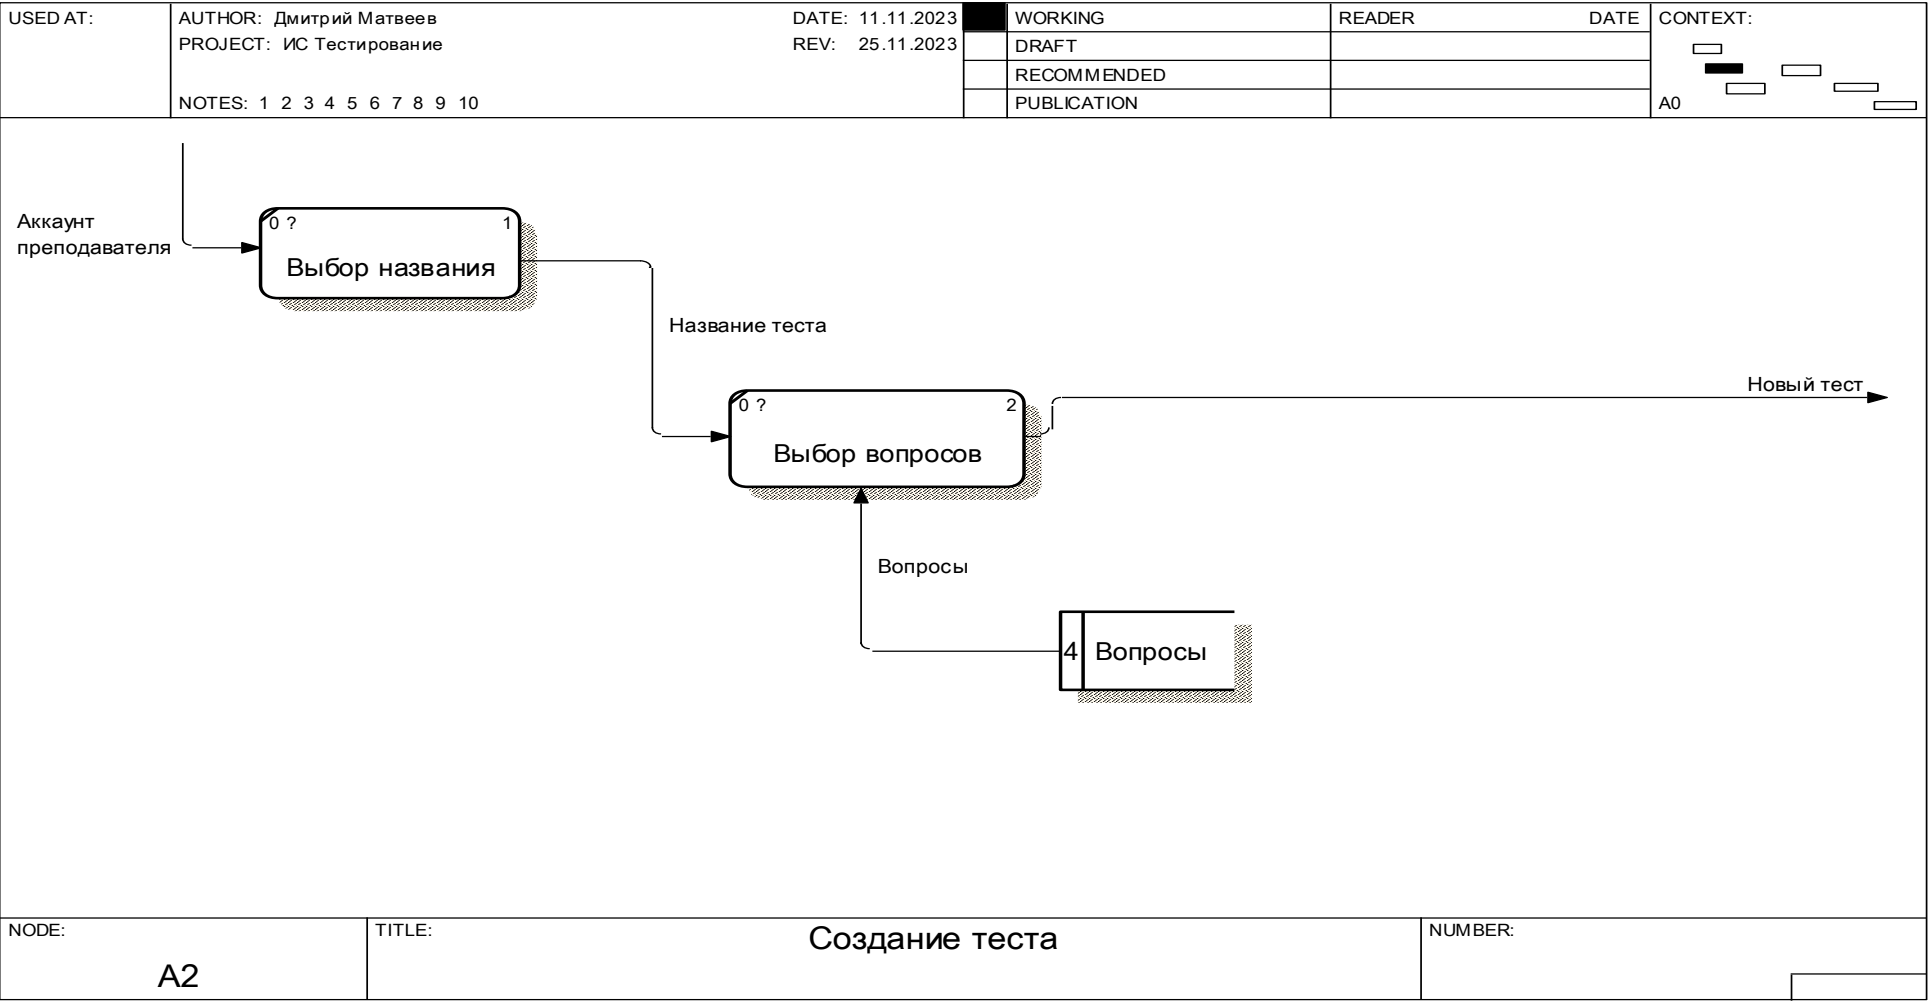 USED AT:
AUTHOR: Дмитрий Матвеев
DATE: 11.11.2023
PROJECT: ИС Тестирование
REV: 25.11.2023
NOTES: 1 2 3 4 5 6 7 8 9 10
WORKING
DRAFT
RECOMMENDED
PUBLICATION
READER DATE
CONTEXT:
A0
Аккаунт
преподавателя
0 ? 1
Выбор названия
Название теста
0 ? 2
Выбор вопросов
Новый тест
Вопросы
4 Вопросы
NODE:
A2
TITLE:
Создание теста
NUMBER: